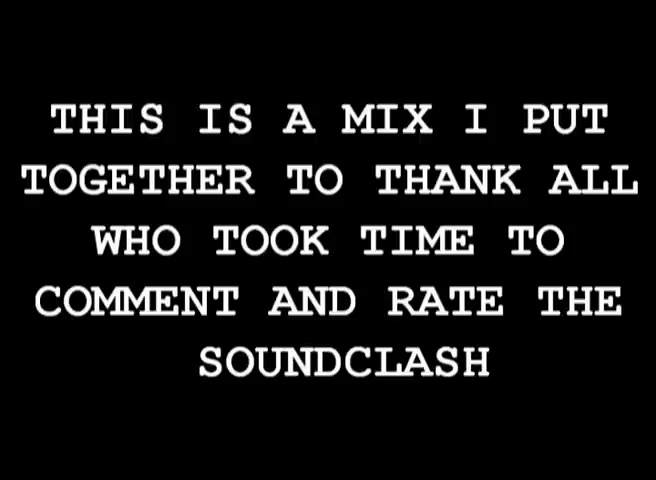 THIS IS A MIX I PUT
TOGETHER TO THANK ALL
WHO TOOK TIME TO
COMMENT AND RATE THE
SOUNDCLASH